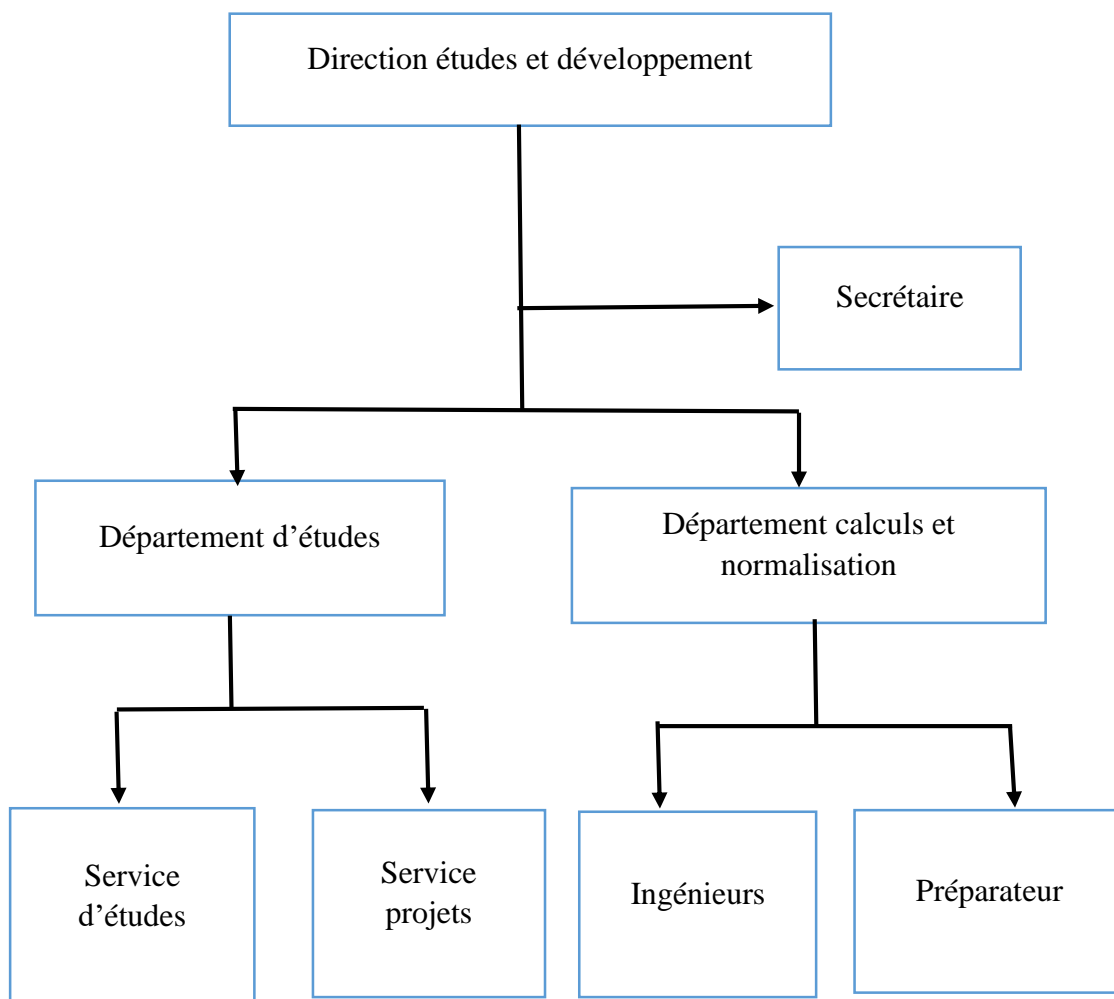 Direction études et développement
Secrétaire
Département d’études
Département calculs et
normalisation
Service
d’études
Service
projets
Ingénieurs
Préparateur